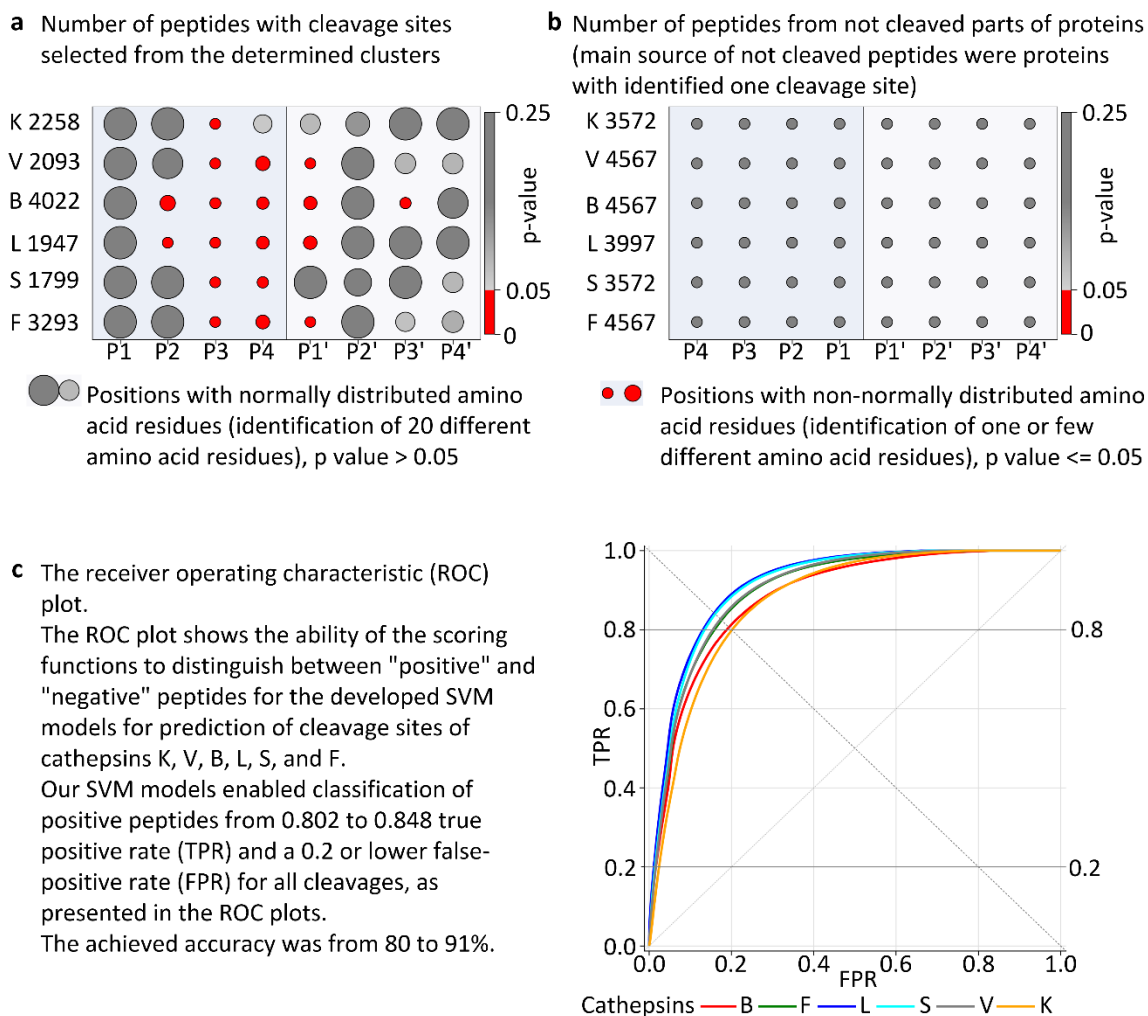 a Number of peptides with cleavage sites
selected from the determined clusters
K 2258
V 2093
B 4022
L 1947
S 1799
F 3293
P1 P2 P3 P4 P1' P2' P3' P4'
0.25
0.05
0
p-value
b Number of peptides from not cleaved parts of proteins
(main source of not cleaved peptides were proteins
with identified one cleavage site)
K 3572
V 4567
B 4567
L 3997
S 3572
F 4567
P4 P3 P2 P1 P1' P2' P3' P4'
0.25
0.05
0
p-value
Positions with normally distributed amino
acid residues (identification of 20 different
amino acid residues), p value > 0.05
Positions with non-normally distributed amino
acid residues (identification of one or few
different amino acid residues), p value <= 0.05
c The receiver operating characteristic (ROC)
plot.
The ROC plot shows the ability of the scoring
functions to distinguish between "positive" and
"negative" peptides for the developed SVM
models for prediction of cleavage sites of
cathepsins K, V, B, L, S, and F.
Our SVM models enabled classification of
positive peptides from 0.802 to 0.848 true
positive rate (TPR) and a 0.2 or lower false-
positive rate (FPR) for all cleavages, as
presented in the ROC plots.
The achieved accuracy was from 80 to 91%.
TPR
1.0
0.8
0.6
0.4
0.2
0.0
0.8
0.2
0.0 0.2 0.4 0.6 0.8 1.0
FPR
Cathepsins B F L S V K